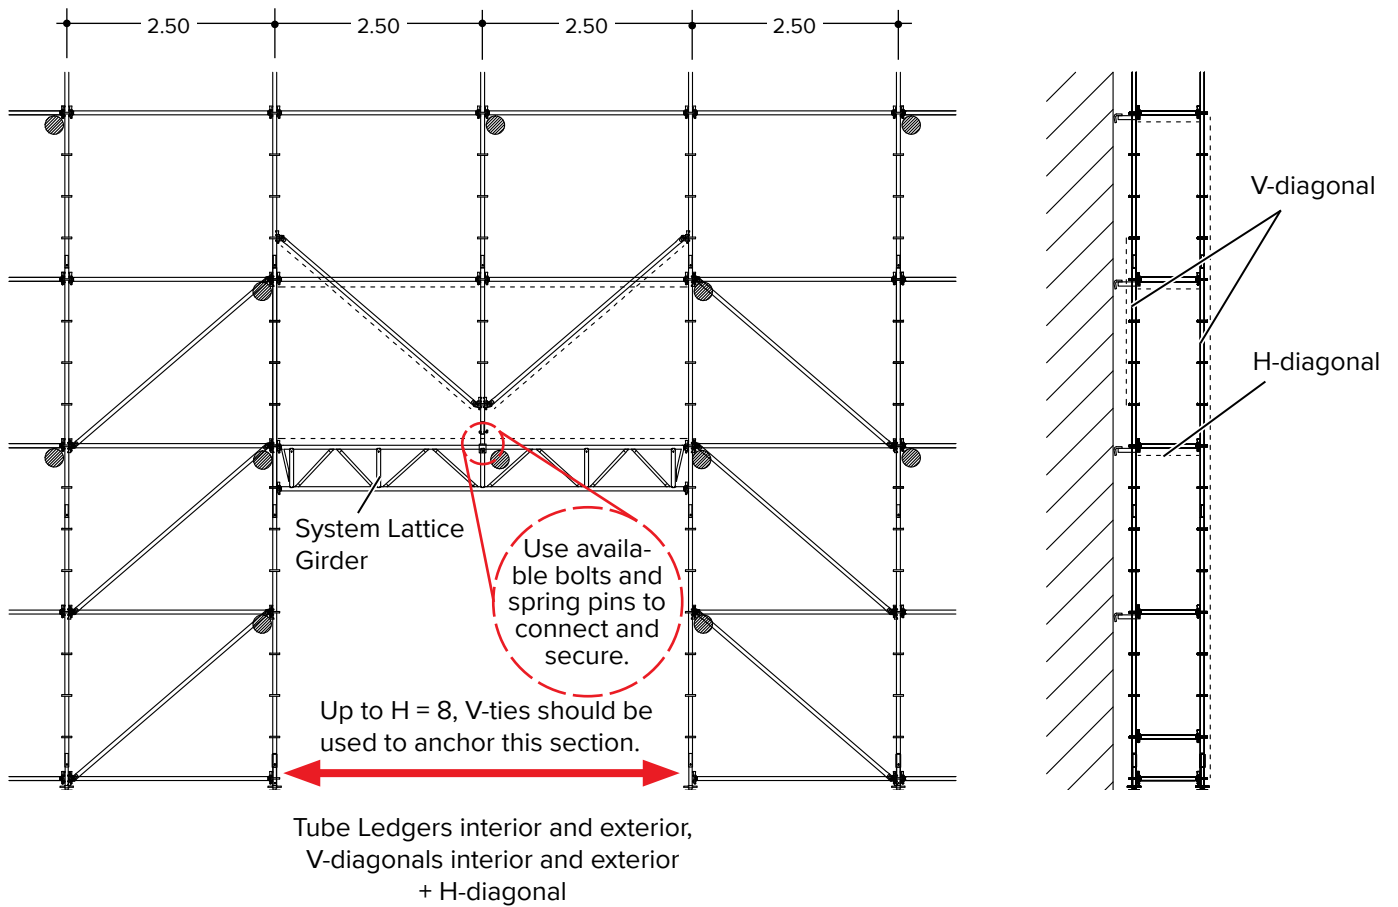 2.50
2.50
2.50
2.50
V-diagonal
H-diagonal
System Lattice
Girder
Use availa-
ble bolts and
spring pins to
connect and
secure.
Up to H = 8, V-ties should be
used to anchor this section.
Tube Ledgers interior and exterior,
V-diagonals interior and exterior
+ H-diagonal